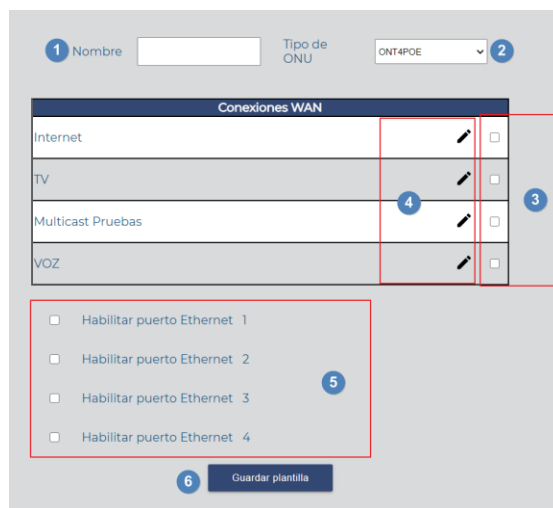 1 Nombre
Tipo de
ONU
ONT4POE
2
Conexiones WAN
Internet
TV
3
4
Multicast Pruebas
VOZ
Habilitar puerto Ethernet 1
Habilitar puerto Ethernet 2
5
Habilitar puerto Ethernet 3
Habilitar puerto Ethernet 4
6 Guardar plantilla